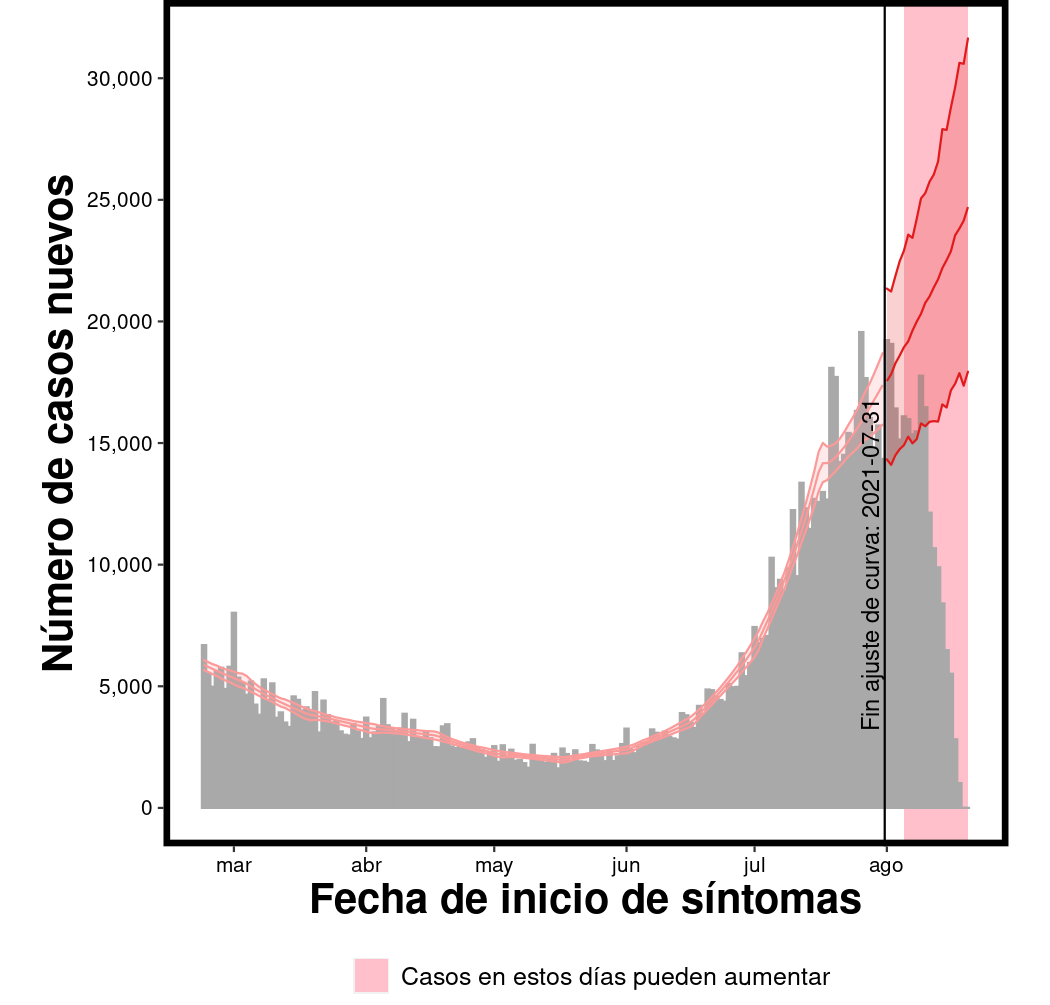 Número de casos nuevos
30,000
25,000
20,000
15,000
10,000
5,000
0
Fin ajuste de curva: 2021-07-31
mar abr may jun jul ago
Fecha de inicio de síntomas
Casos en estos días pueden aumentar